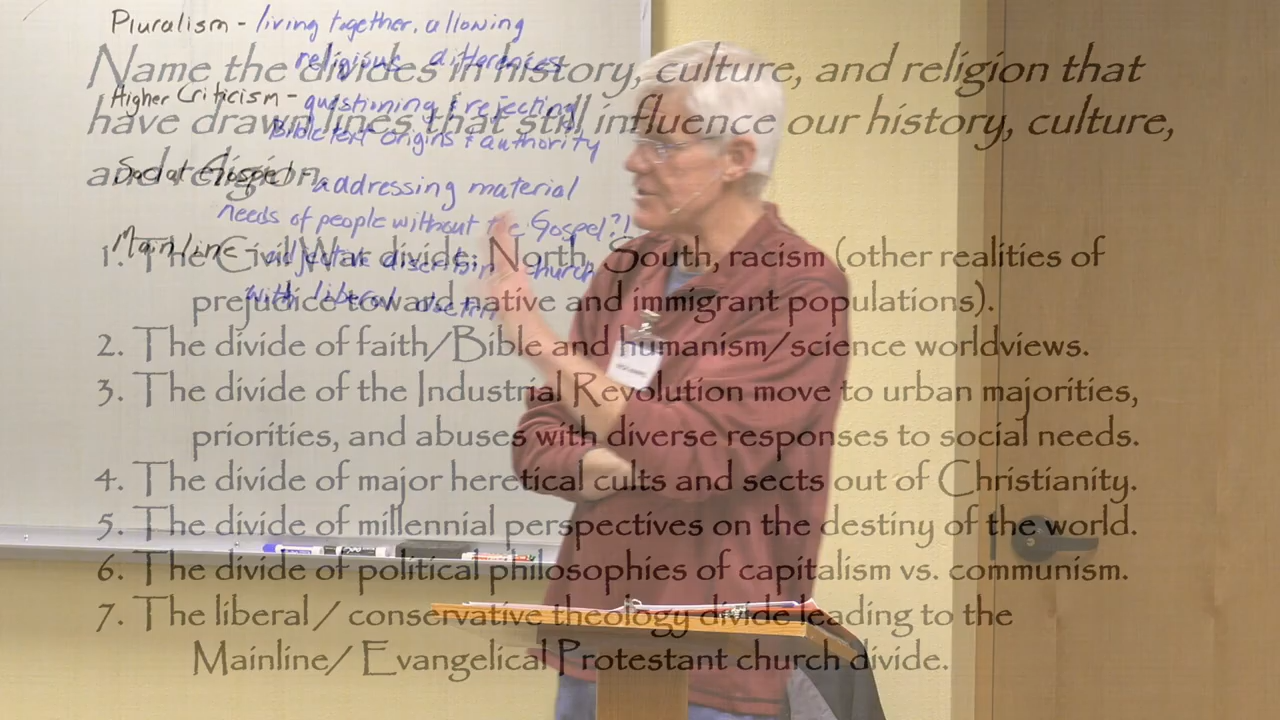 Pluralism - living together, allowing
religious differences
Higher Criticism - questioning & rejecting
Bible text origins & authority
Social Gospel - addressing material
needs of people without the Gospel?!
Mainline -
with liberal
Name the divides in history, culture, and religion that
have drawn lines that still influence our history, culture,
and religion.
1. The Civil War divide; North, South, racism (other realities of
prejudice toward native and immigrant populations).
2. The divide of faith/Bible and humanism/science worldviews.
3. The divide of the Industrial Revolution move to urban majorities,
priorities, and abuses with diverse responses to social needs.
4. The divide of major heretical cults and sects out of Christianity.
5. The divide of millennial perspectives on the destiny of the world.
6. The divide of political philosophies of capitalism vs. communism.
7. The liberal / conservative theology divide leading to the
Mainline/ Evangelical Protestant church divide.